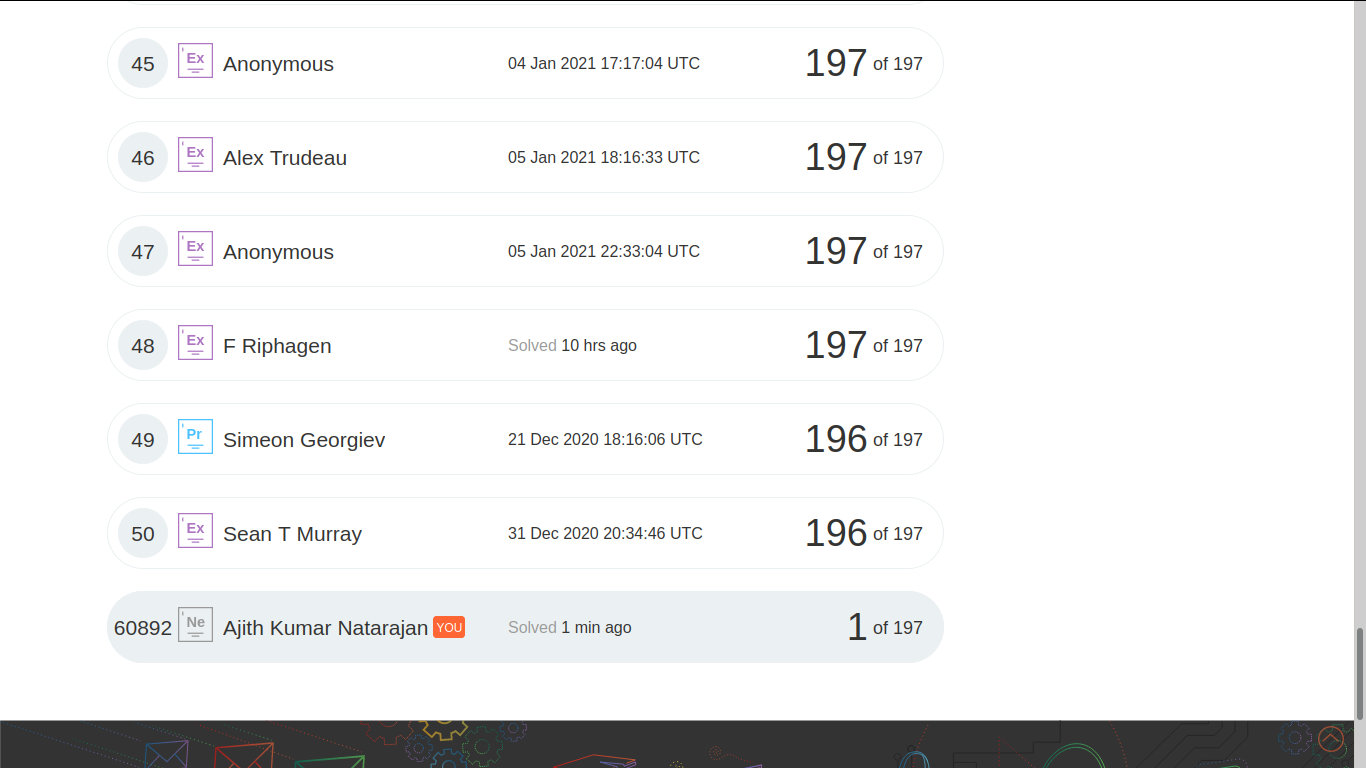 45 Ex Anonymous 04 Jan 2021 17:17:04 UTC 197 of 197
46 Ex Alex Trudeau 05 Jan 2021 18:16:33 UTC 197 of 197
47 Ex Anonymous 05 Jan 2021 22:33:04 UTC 197 of 197
48 Ex F Riphagen Solved 10 hrs ago 197 of 197
49 Pr Simeon Georgiev 21 Dec 2020 18:16:06 UTC 196 of 197
50 Ex Sean T Murray 31 Dec 2020 20:34:46 UTC 196 of 197
60892 Ne Ajith Kumar Natarajan YOU Solved 1 min ago 1 of 197